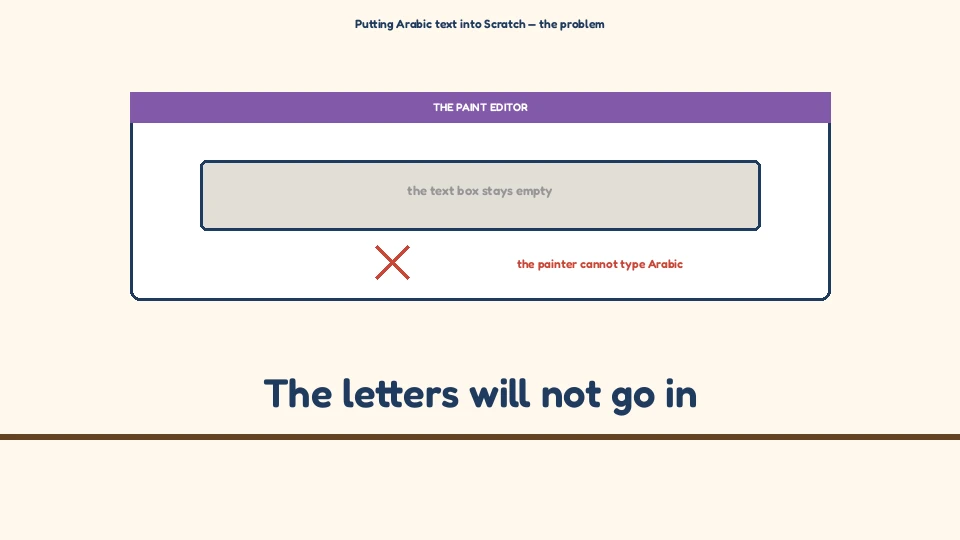 Putting Arabic text into Scratch – the problem
THE PAINT EDITOR
the text box stays empty
the painter cannot type Arabic
The letters will not go in